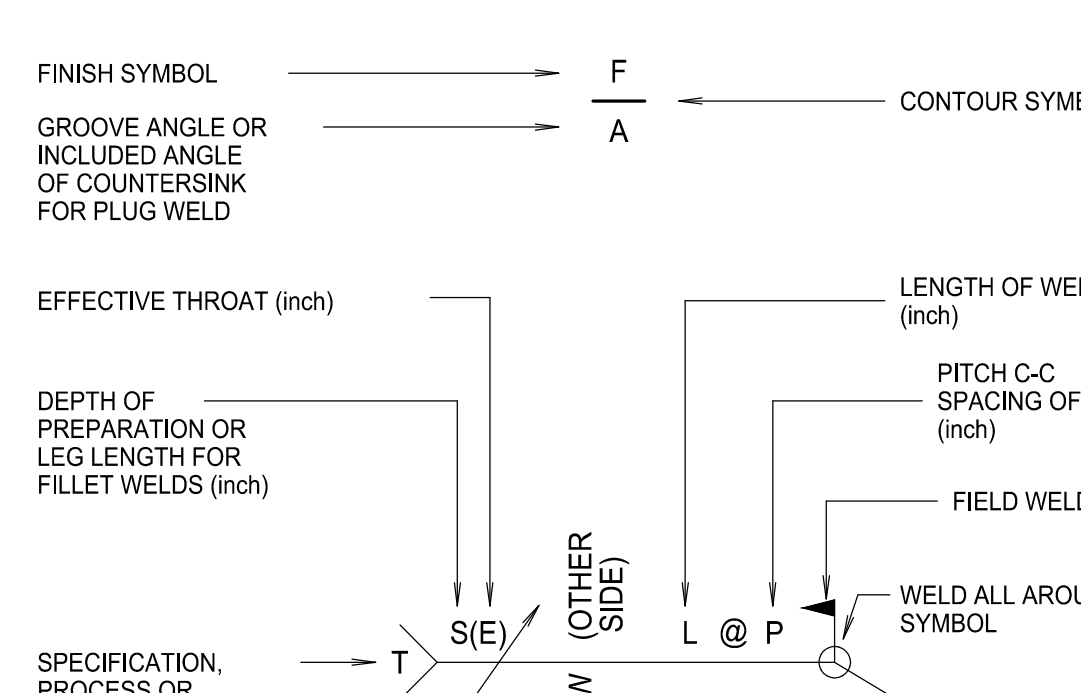 FINISH SYMBOL
F
CONTOUR SYMB
GROOVE ANGLE OR
INCLUDED ANGLE
OF COUNTERSINK
FOR PLUG WELD
A
EFFECTIVE THROAT (inch)
LENGTH OF WEL
(inch)
DEPTH OF
PREPARATION OR
LEG LENGTH FOR
FILLET WELDS (inch)
PITCH C-C
SPACING OF
(inch)
FIELD WELD
WELD ALL AROU
SYMBOL
(OTHER
SIDE)
S(E)
L @ P
SPECIFICATION,
PROCESS OR
T